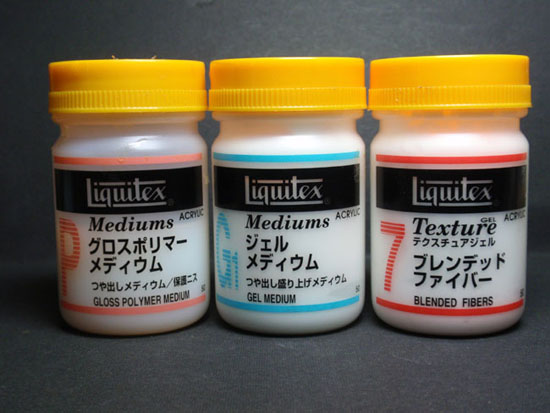 Liquitex
Mediums
ACRYLIC
P
グロスポリマー
メディウム
つや出しメディウム/保護ニス
GLOSS POLYMER MEDIUM
50
Liquitex
Mediums
ACRYLIC
ジェル
メディウム
つや出し盛り上げメディウム
GEL MEDIUM
50
Liquitex
GEL
Texture
ACRYLIC
テクスチュアジェル
7
ブレンデッド
ファイバー
BLENDED FIBERS
50